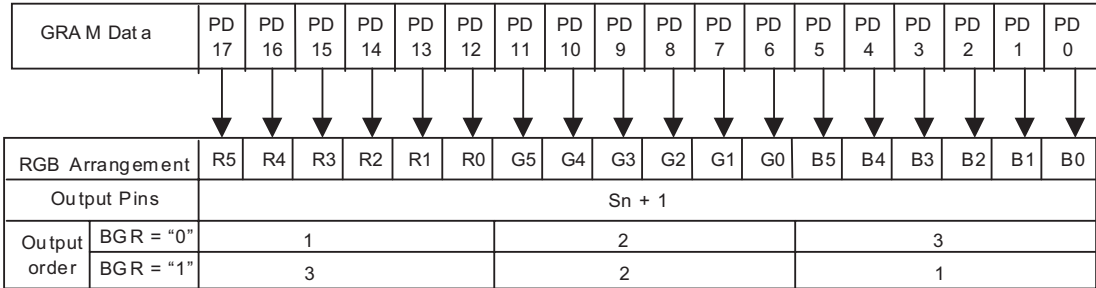 GRAM Data PD PD PD PD PD PD PD PD PD PD PD PD PD PD PD PD PD PD
17 16 15 14 13 12 11 10 9 8 7 6 5 4 3 2 1 0
RGB Arrangement R5 R4 R3 R2 R1 R0 G5 G4 G3 G2 G1 G0 B5 B4 B3 B2 B1 B0
Output Pins Sn + 1
Output order BGR = “0” 1 2 3
BGR = “1” 3 2 1